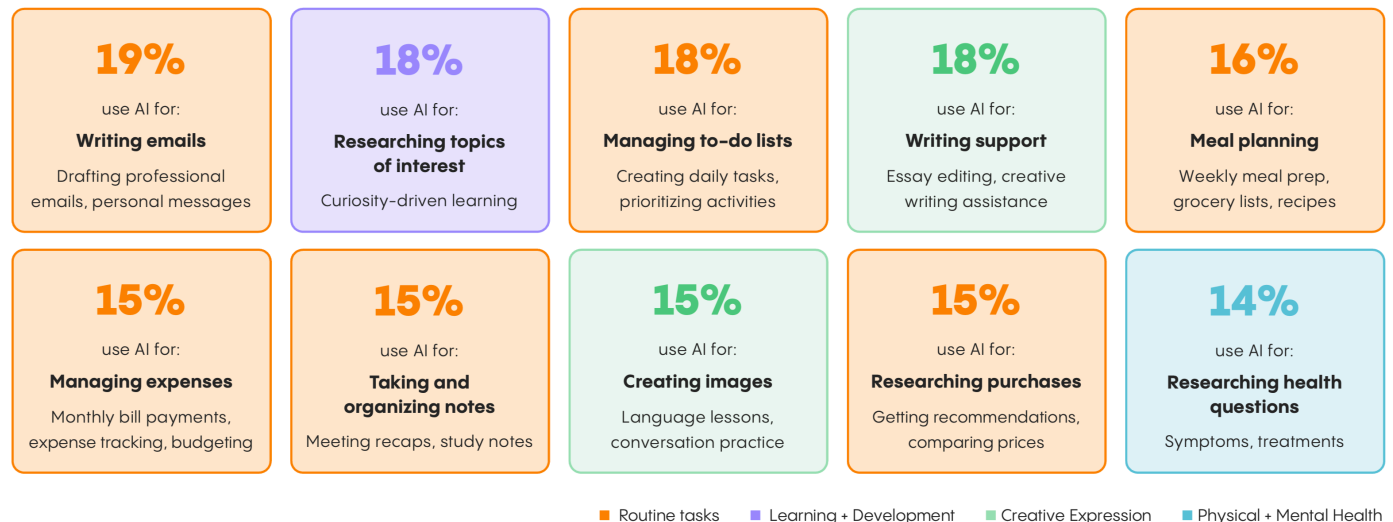 19%
use AI for:
Writing emails
Drafting professional
emails, personal messages
18%
use AI for:
Researching topics
of interest
Curiosity-driven learning
18%
use AI for:
Managing to-do lists
Creating daily tasks,
prioritizing activities
18%
use AI for:
Writing support
Essay editing, creative
writing assistance
16%
use AI for:
Meal planning
Weekly meal prep,
grocery lists, recipes
15%
use AI for:
Managing expenses
Monthly bill payments,
expense tracking, budgeting
15%
use AI for:
Taking and
organizing notes
Meeting recaps, study notes
15%
use AI for:
Creating images
Language lessons,
conversation practice
15%
use AI for:
Researching purchases
Getting recommendations,
comparing prices
14%
use AI for:
Researching health
questions
Symptoms, treatments
Routine tasks
Learning + Development
Creative Expression
Physical + Mental Health